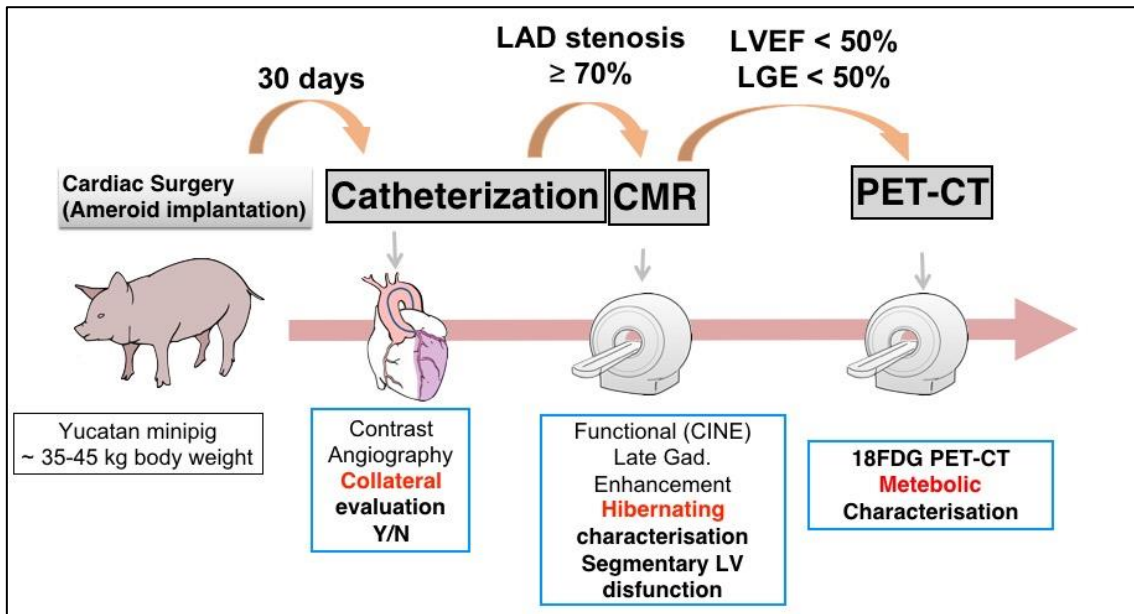 30 days
LAD stenosis
≥ 70%
LVEF < 50%
LGE < 50%
Cardiac Surgery
(Ameroid implantation)
Catheterization
CMR
PET-CT
Yucatan minipig
~ 35-45 kg body weight
Contrast
Angiography
Collateral
evaluation
Y/N
Functional (CINE)
Late Gad.
Enhancement
Hibernating
characterisation
Segmentary LV
disfunction
18FDG PET-CT
Metebolic
Characterisation